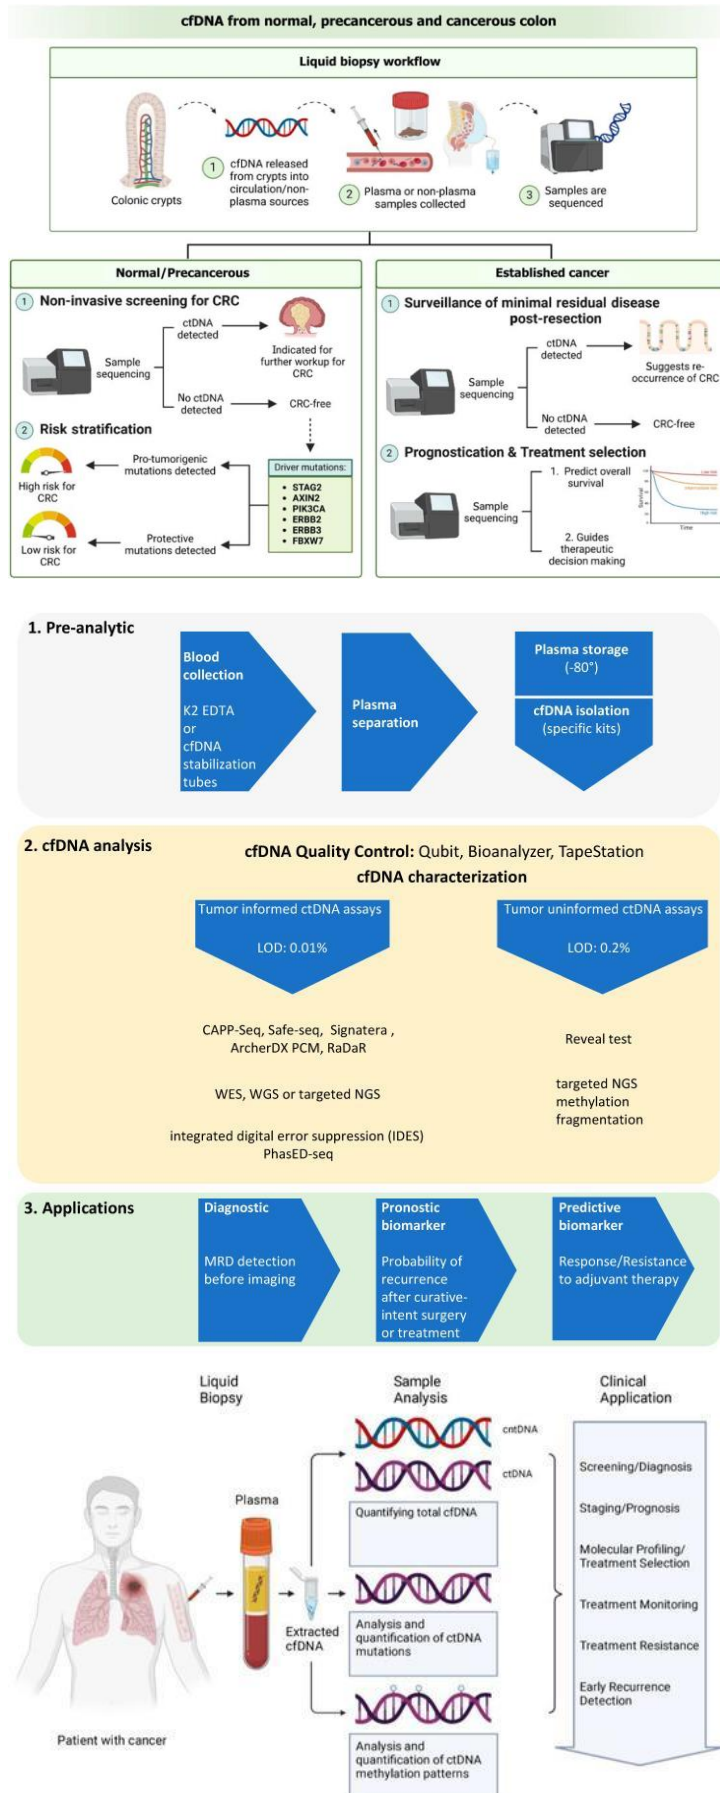 cfDNA from normal, precancerous and cancerous colon
Liquid biopsy workflow
Colonic crypts
1 cfDNA released
from crypts into
circulation/non-
plasma sources
2 Plasma or non-plasma
samples collected
3 Samples are
sequenced
Normal/Precancerous
1 Non-invasive screening for CRC
Sample
sequencing
ctDNA
detected
Indicated for
further workup for
CRC
No ctDNA
detected
CRC-free
2 Risk stratification
High risk for
CRC
Pro-tumorigenic
mutations detected
Low risk for
CRC
Protective
mutations detected
Driver mutations:
• STAG2
• AXIN2
• PIK3CA
• ERBB2
• ERBB3
• FBXW7
Established cancer
1 Surveillance of minimal residual disease
post-resection
Sample
sequencing
ctDNA
detected
Suggests re-
occurrence of CRC
No ctDNA
detected
CRC-free
2 Prognostication & Treatment selection
Sample
sequencing
1. Predict overall
survival
2. Guides
therapeutic
decision making
Survival
Time
Low risk
High risk
1. Pre-analytic
Blood
collection
K2 EDTA
or
cfDNA
stabilization
tubes
Plasma
separation
Plasma storage
(-80°)
cfDNA isolation
(specific kits)
2. cfDNA analysis
cfDNA Quality Control: Qubit, Bioanalyzer, TapeStation
cfDNA characterization
Tumor informed ctDNA assays
LOD: 0.01%
CAPP-Seq, Safe-seq, Signatera ,
ArcherDX PCM, RaDaR
WES, WGS or targeted NGS
integrated digital error suppression (IDES)
PhasED-seq
Tumor uninformed ctDNA assays
LOD: 0.2%
Reveal test
targeted NGS
methylation
fragmentation
3. Applications
Diagnostic
MRD detection
before imaging
Pronostic
biomarker
Probability of
recurrence
after curative-
intent surgery
or treatment
Predictive
biomarker
Response/Resistance
to adjuvant therapy
Liquid
Biopsy
Sample
Analysis
Clinical
Application
Patient with cancer
Plasma
Extracted
cfDNA
cntDNA
ctDNA
Quantifying total cfDNA
Analysis and
quantification of ctDNA
mutations
Analysis and
quantification of ctDNA
methylation patterns
Screening/Diagnosis
Staging/Prognosis
Molecular Profiling/
Treatment Selection
Treatment Monitoring
Treatment Resistance
Early Recurrence
Detection